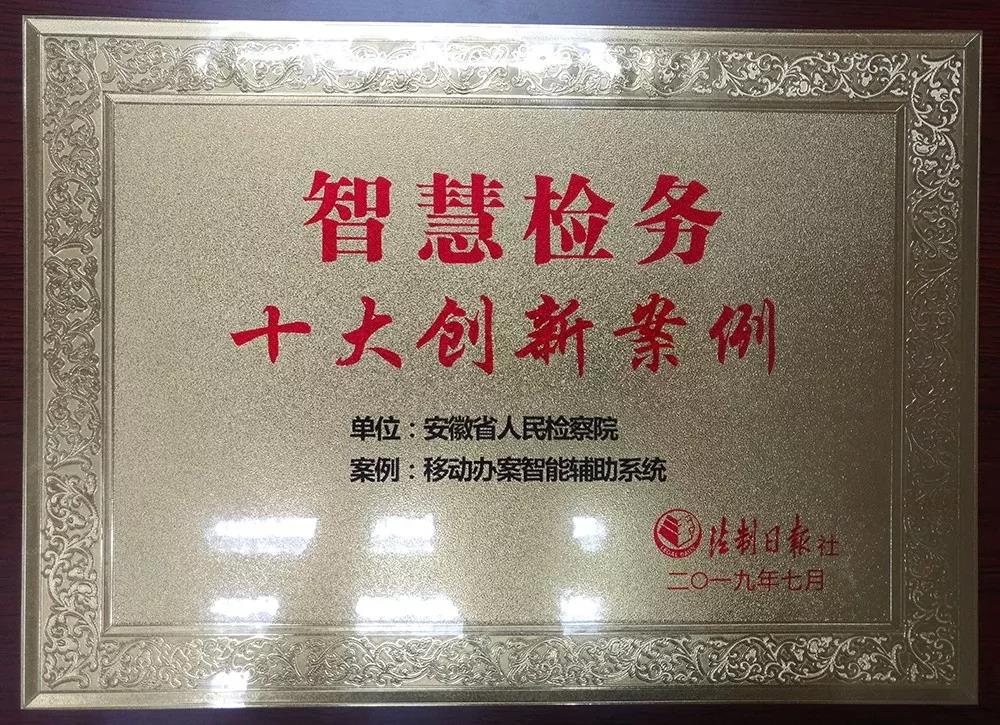 智慧检务
十大创新案例
单位：安徽省人民检察院
案例：移动办案智能辅助系统
LEGAL DAILY
法制日报社
二〇一九年七月